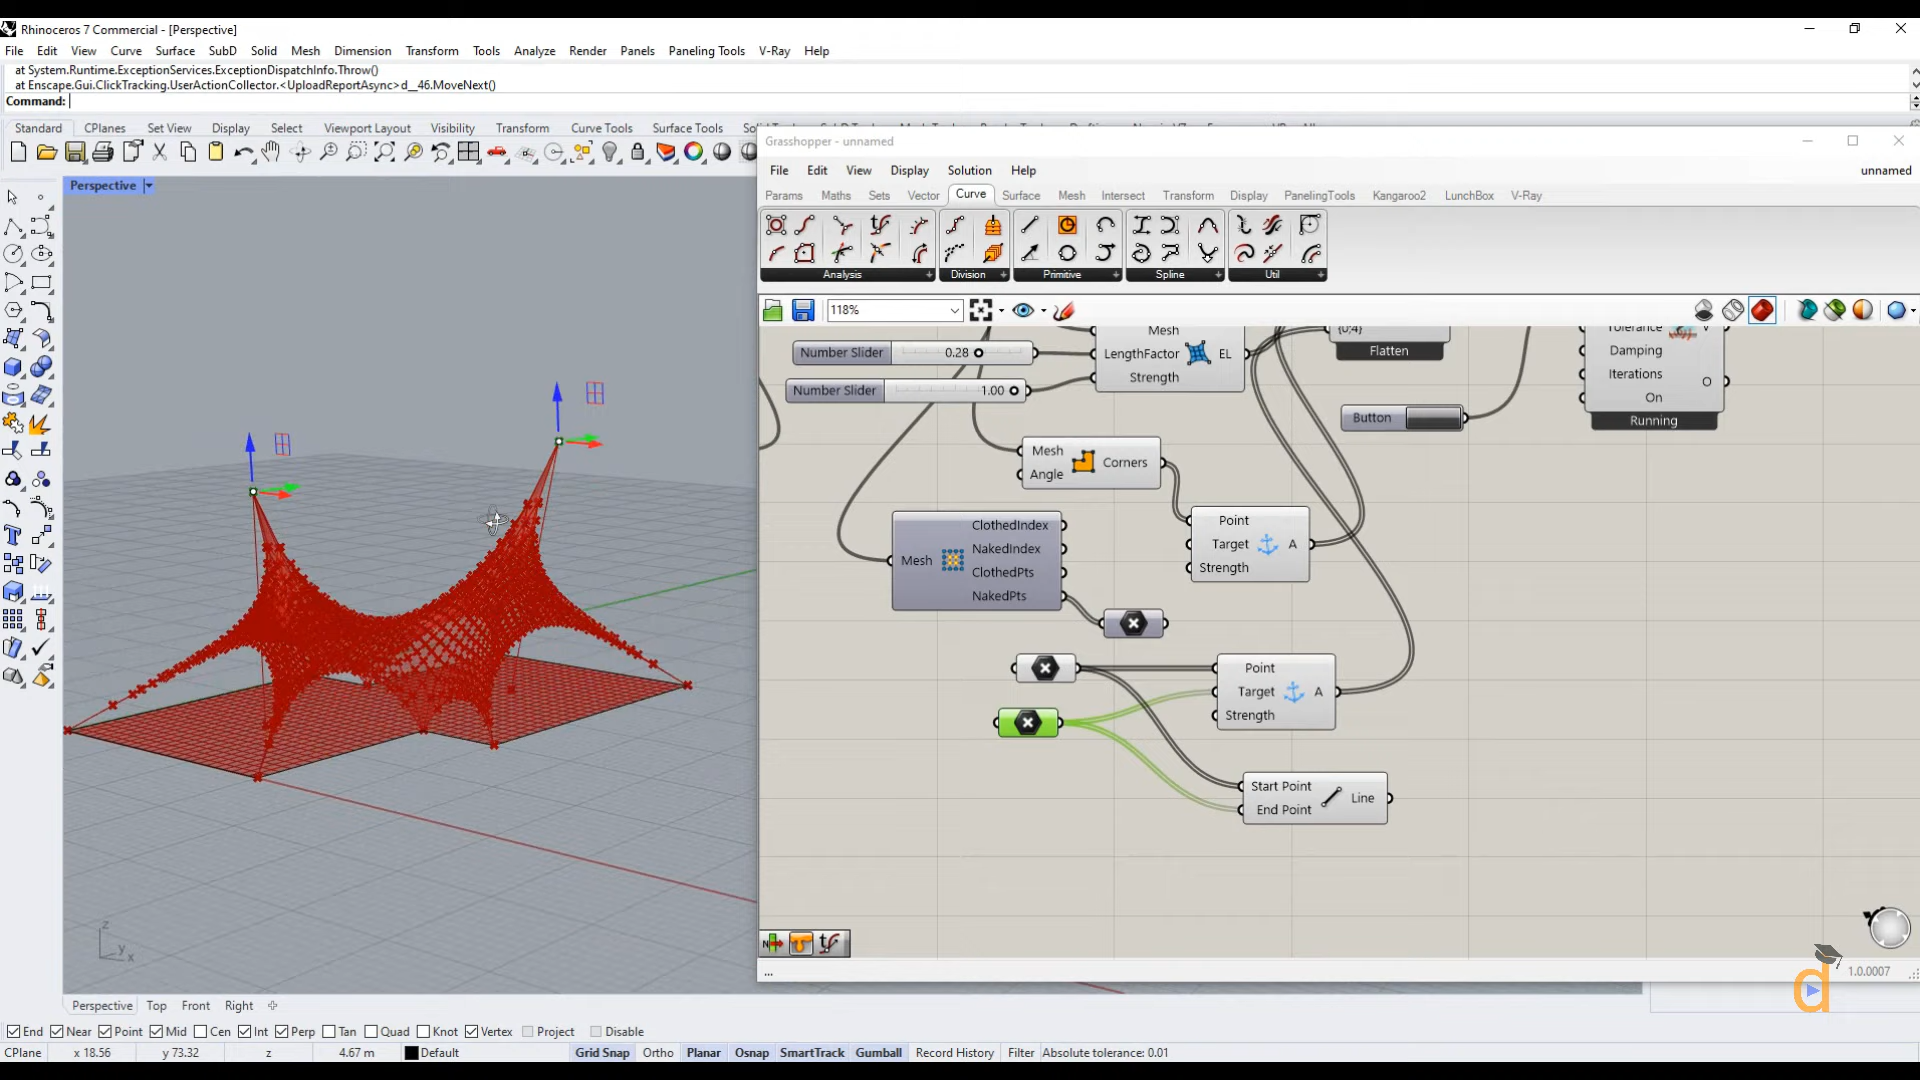 Rhinoceros 7 Commercial - [Perspective]
File Edit View Curve Surface SubD Solid Mesh Dimension Transform Tools Analyze Render Panels Paneling Tools V-Ray Help
at System.Runtime.ExceptionServices.ExceptionDispatchInfo.Throw()
at Enscape.Gui.ClickTracking.UserActionCollector.<UploadReportAsync>d__46.MoveNext()
Command:
Standard CPlanes Set View Display Select Viewport Layout Visibility Transform Curve Tools Surface Tools
Perspective
Grasshopper - unnamed
File Edit View Display Solution Help unnamed
Params Maths Sets Vector Curve Surface Mesh Intersect Transform Display PanelingTools Kangaroo2 LunchBox V-Ray
Analysis Division Primitive Spline Util
118%
Mesh
LengthFactor EL
Strength
Number Slider 0.28
Number Slider 1.00
{0;4}
Flatten
Button
Tolerance V
Damping
Iterations O
On
Running
Mesh
Angle
Corners
Point
Target A
Strength
Mesh
ClothedIndex
NakedIndex
ClothedPts
NakedPts
Point
Target A
Strength
Start Point
End Point
Line
z
y
x
N
...
1.0.0007
d
Perspective Top Front Right
End Near Point Mid Cen Int Perp Tan Quad Knot Vertex Project Disable
CPlane x 18.56 y 73.32 z 4.67 m Default Grid Snap Ortho Planar Osnap SmartTrack Gumball Record History Filter Absolute tolerance: 0.01